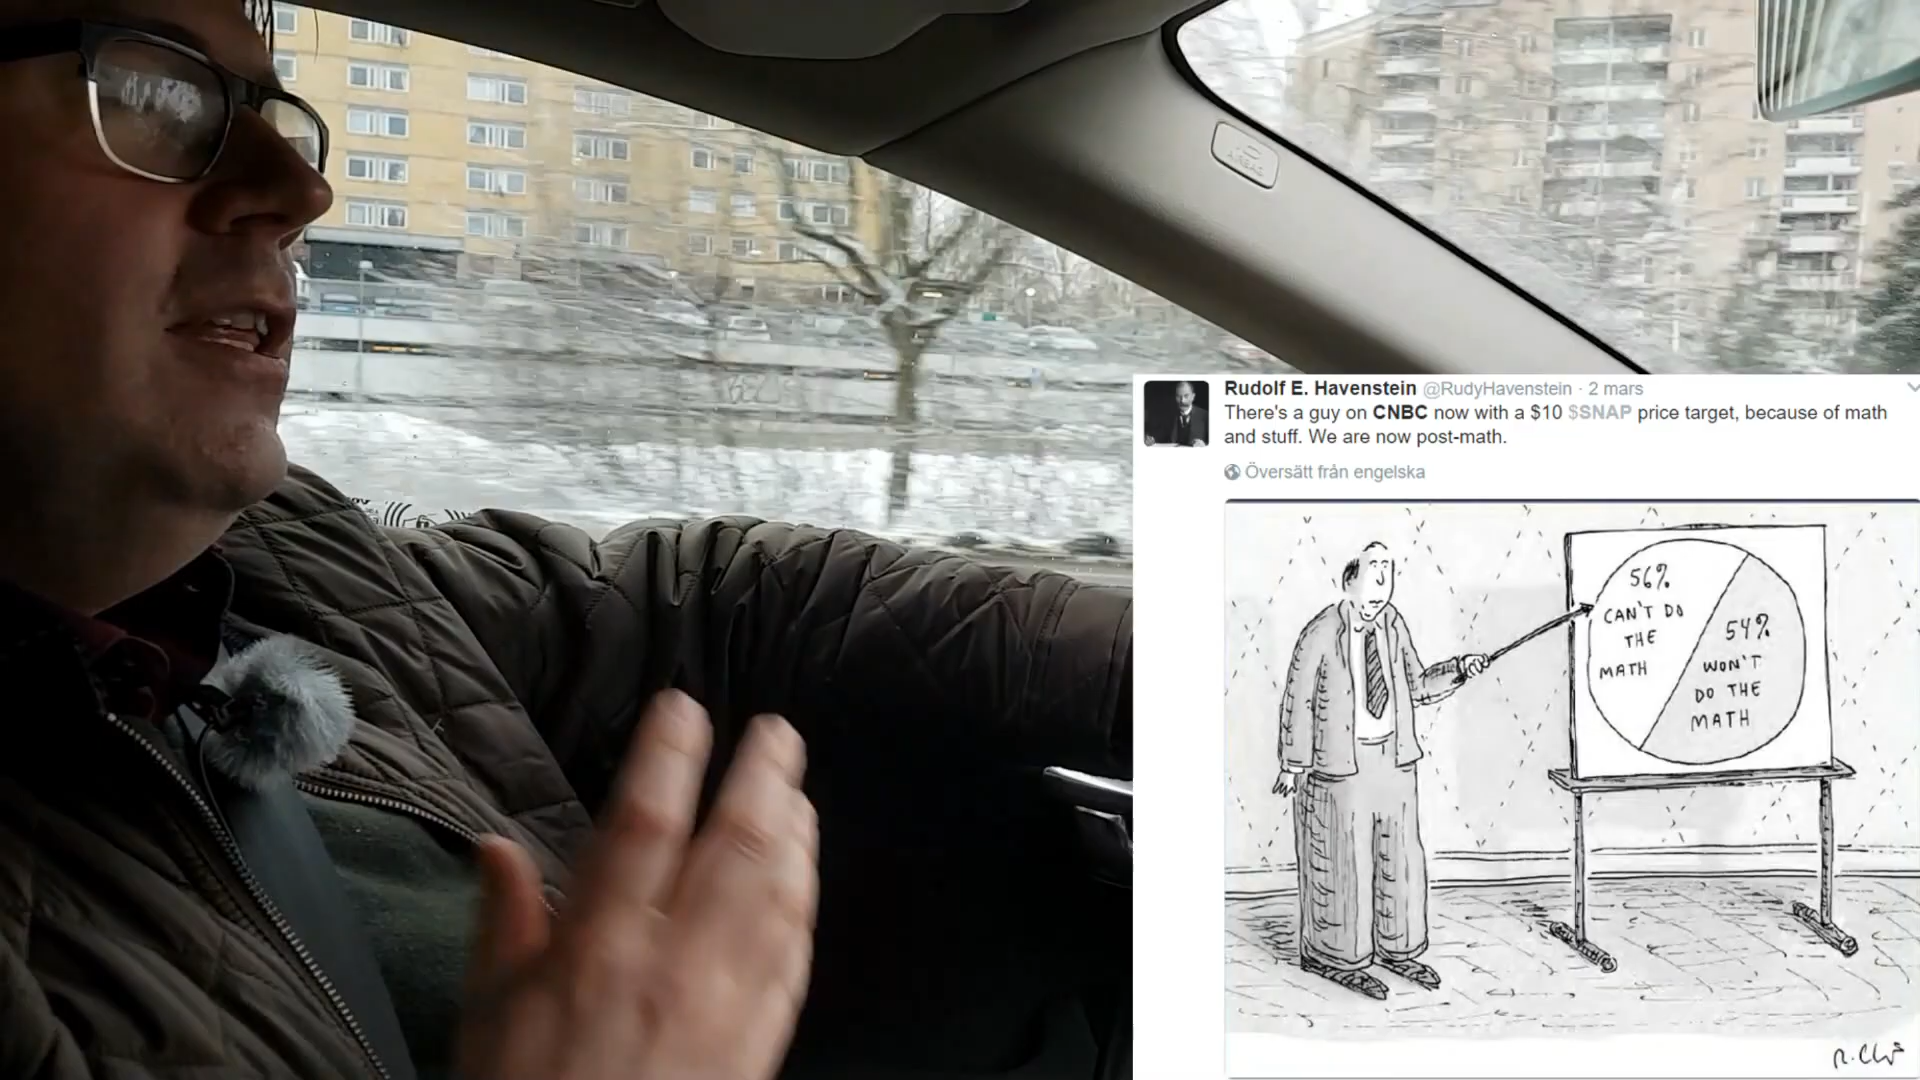 AIRBAG
Rudolf E. Havenstein @RudyHavenstein · 2 mars
There's a guy on CNBC now with a $10 $SNAP price target, because of math
and stuff. We are now post-math.
Översätt från engelska
56%
CAN'T DO
THE
MATH
54%
WON'T
DO THE
MATH